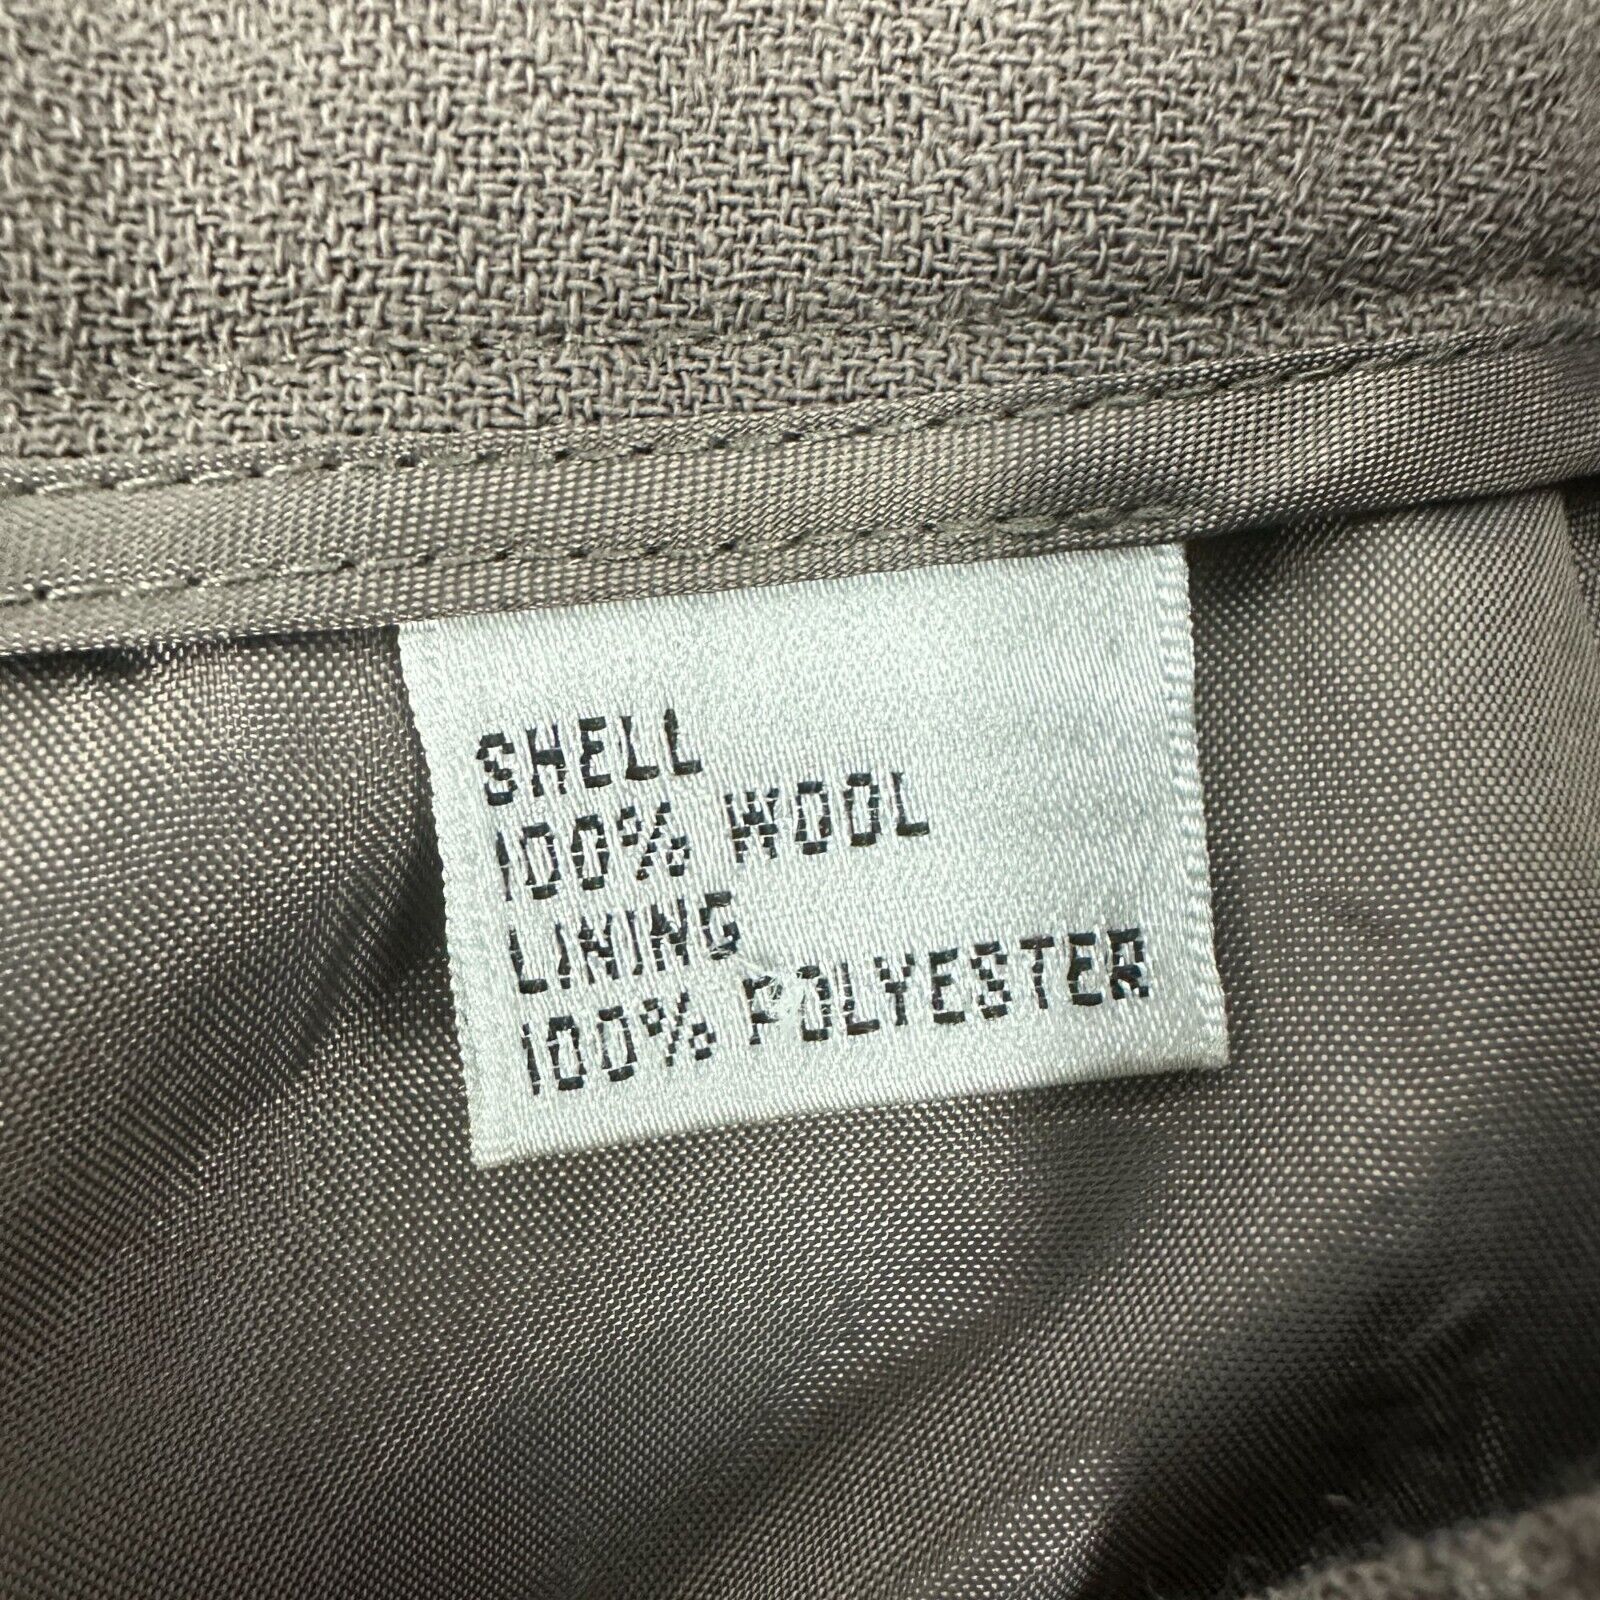 SHELL
100% WOOL
LINING
100% POLYESTER